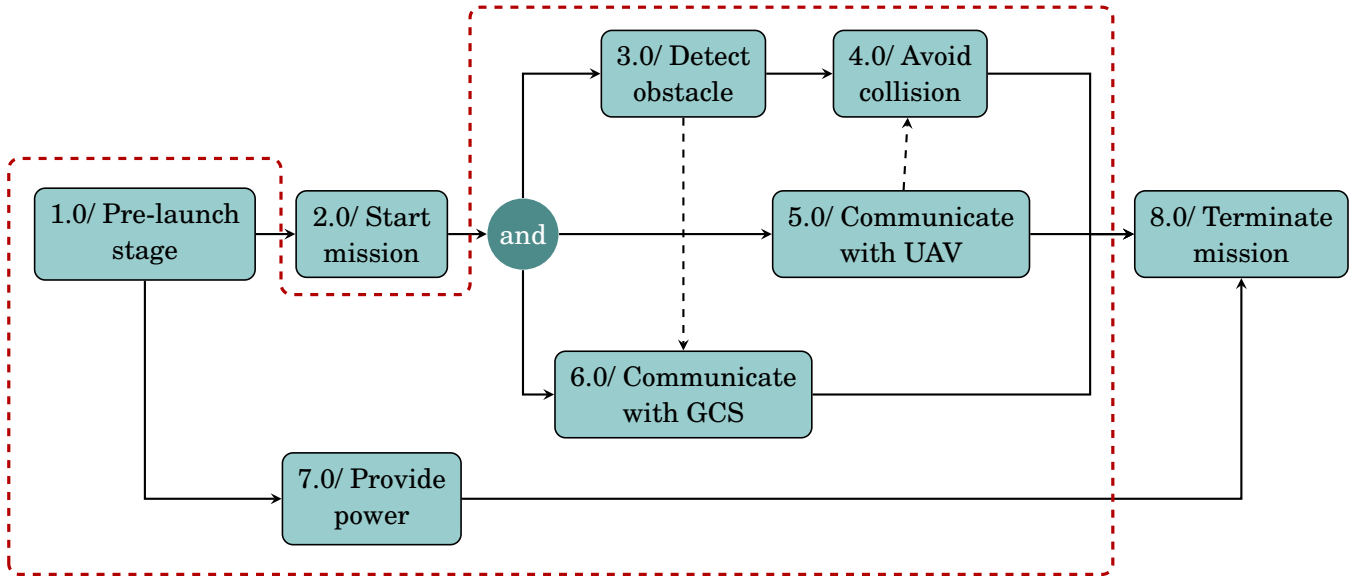 3.0/ Detect
obstacle
4.0/ Avoid
collision
1.0/ Pre-launch
stage
2.0/ Start
mission
and
5.0/ Communicate
with UAV
8.0/ Terminate
mission
6.0/ Communicate
with GCS
7.0/ Provide
power